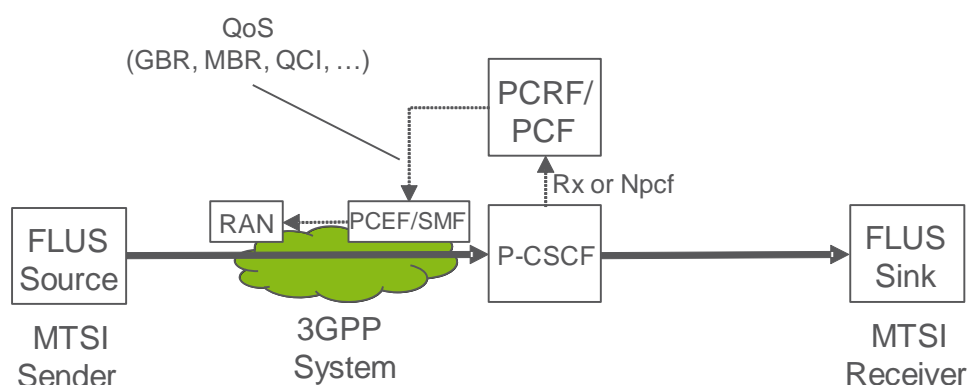 QoS
(GBR, MBR, QCI, …)
PCRF/
PCF
Rx or Npcf
RAN
PCEF/SMF
FLUS
Source
P-CSCF
FLUS
Sink
MTSI
Sender
3GPP
System
MTSI
Receiver